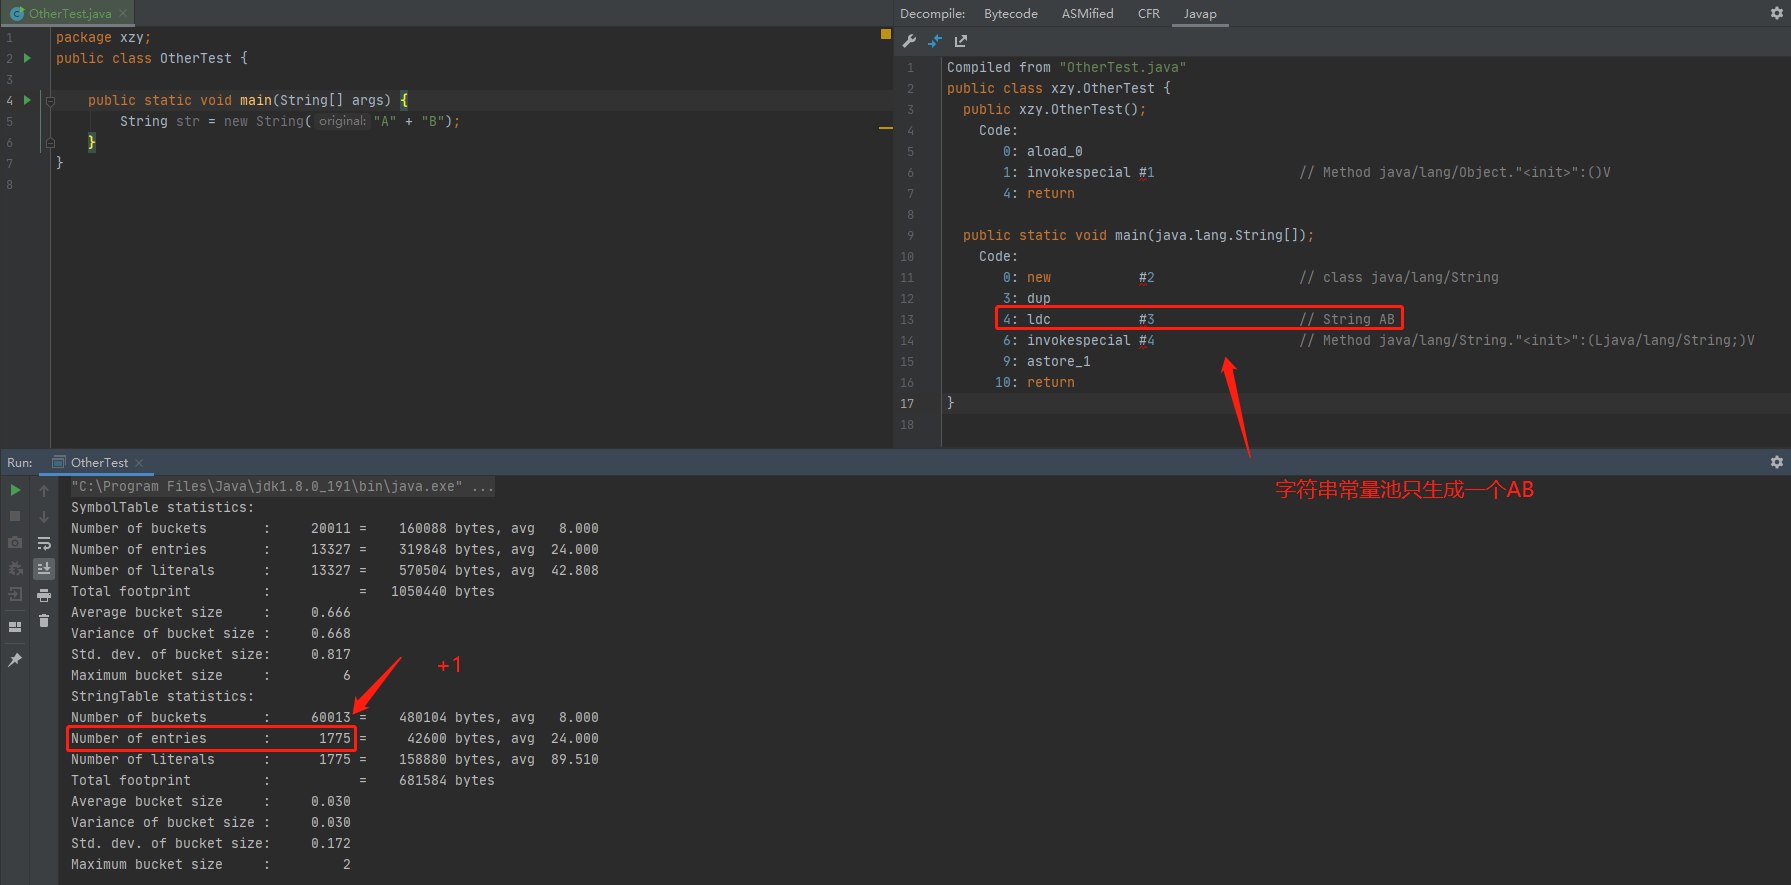 OtherTest.java
1 package xzy;
2 public class OtherTest {
3
4 public static void main(String[] args) {
5 String str = new String( original: "A" + "B");
6 }
7 }
8
Decompile: Bytecode ASMified CFR Javap
1 Compiled from "OtherTest.java"
2 public class xzy.OtherTest {
3 public xzy.OtherTest();
4 Code:
5 0: aload_0
6 1: invokespecial #1 // Method java/lang/Object."<init>":()V
7 4: return
8
9 public static void main(java.lang.String[]);
10 Code:
11 0: new #2 // class java/lang/String
12 3: dup
13 4: ldc #3 // String AB
14 6: invokespecial #4 // Method java/lang/String."<init>":(Ljava/lang/String;)V
15 9: astore_1
16 10: return
17 }
18
字符串常量池只生成一个AB
Run: OtherTest
"C:\Program Files\Java\jdk1.8.0_191\bin\java.exe" ...
SymbolTable statistics:
Number of buckets : 20011 = 160088 bytes, avg 8.000
Number of entries : 13327 = 319848 bytes, avg 24.000
Number of literals : 13327 = 570504 bytes, avg 42.808
Total footprint : = 1050440 bytes
Average bucket size : 0.666
Variance of bucket size : 0.668
Std. dev. of bucket size: 0.817
Maximum bucket size : 6
+1
StringTable statistics:
Number of buckets : 60013 = 480104 bytes, avg 8.000
Number of entries : 1775 = 42600 bytes, avg 24.000
Number of literals : 1775 = 158880 bytes, avg 89.510
Total footprint : = 681584 bytes
Average bucket size : 0.030
Variance of bucket size : 0.030
Std. dev. of bucket size: 0.172
Maximum bucket size : 2